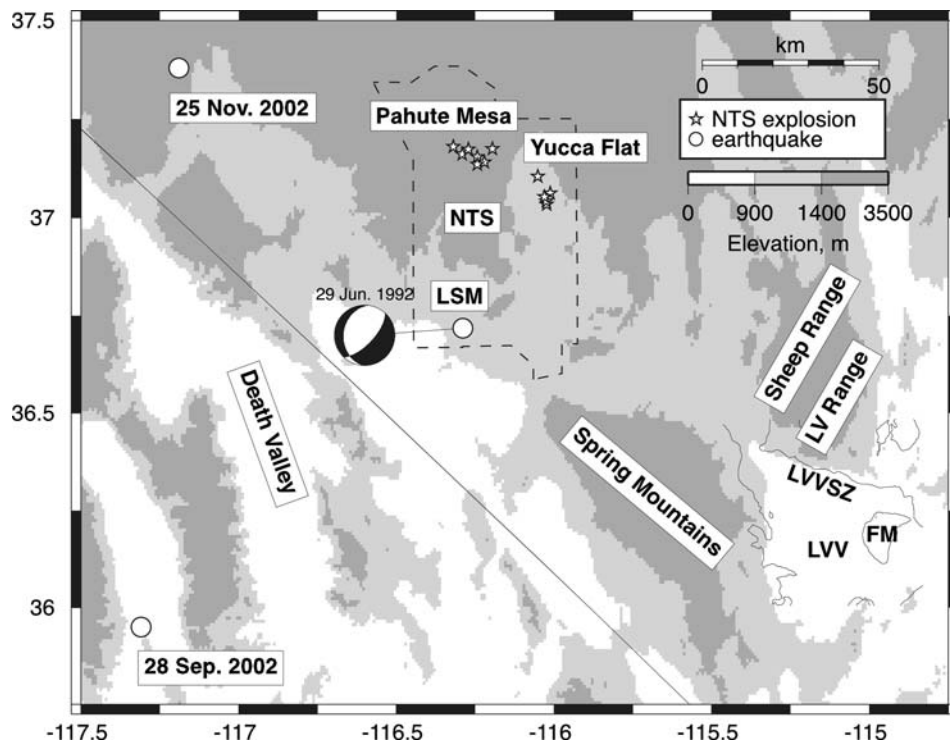 37.5
37
36.5
36
km
0 50
NTS explosion
earthquake
0 900 1400 3500
Elevation, m
25 Nov. 2002
Pahute Mesa
Yucca Flat
NTS
LSM
29 Jun. 1992
Death Valley
Spring Mountains
Sheep Range
LV Range
LVVSZ
LVV
FM
28 Sep. 2002
-117.5 -117 -116.5 -116 -115.5 -115